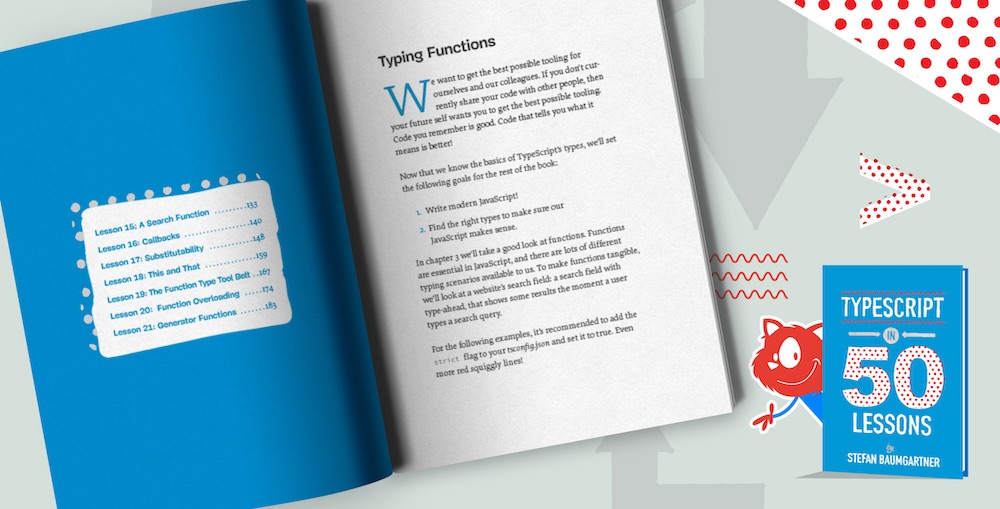 Lesson 15: A Search Function ........133
Lesson 16: Callbacks ....................140
Lesson 17: Substitutability ..............148
Lesson 18: This and That ...............159
Lesson 19: The Function Type Tool Belt ..167
Lesson 20: Function Overloading .....174
Lesson 21: Generator Functions ........183
Typing Functions
We want to get the best possible tooling for
ourselves and our colleagues. If you don't cur-
rently share your code with other people, then
your future self wants you to get the best possible tooling.
Code you remember is good. Code that tells you what it
means is better!
Now that we know the basics of TypeScript's types, we'll set
the following goals for the rest of the book:
1. Write modern JavaScript!
2. Find the right types to make sure our
JavaScript makes sense.
In chapter 3 we'll take a good look at functions. Functions
are essential in JavaScript, and there are lots of different
typing scenarios available to us. To make functions tangible,
we'll look at a website's search field: a search field with
type-ahead, that shows some results the moment a user
types a search query.
For the following examples, it's recommended to add the
strict flag to your tsconfig.json and set it to true. Even
more red squiggly lines!
TYPESCRIPT
IN
50
LESSONS
by
STEFAN BAUMGARTNER